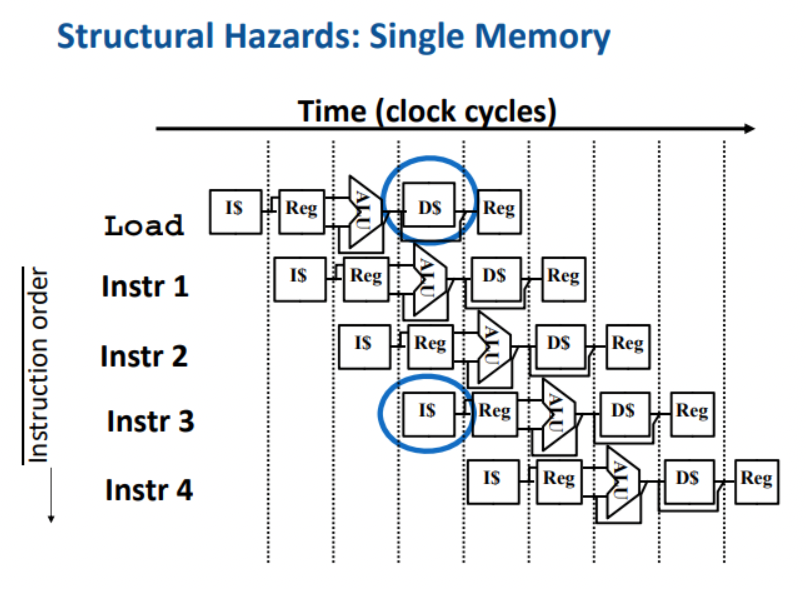 Structural Hazards: Single Memory
Time (clock cycles)
Load I$ Reg ALU D$ Reg
Instr 1 I$ Reg ALU D$ Reg
Instr 2 I$ Reg ALU D$ Reg
Instr 3 I$ Reg ALU D$ Reg
Instr 4 I$ Reg ALU D$ Reg
Instruction order